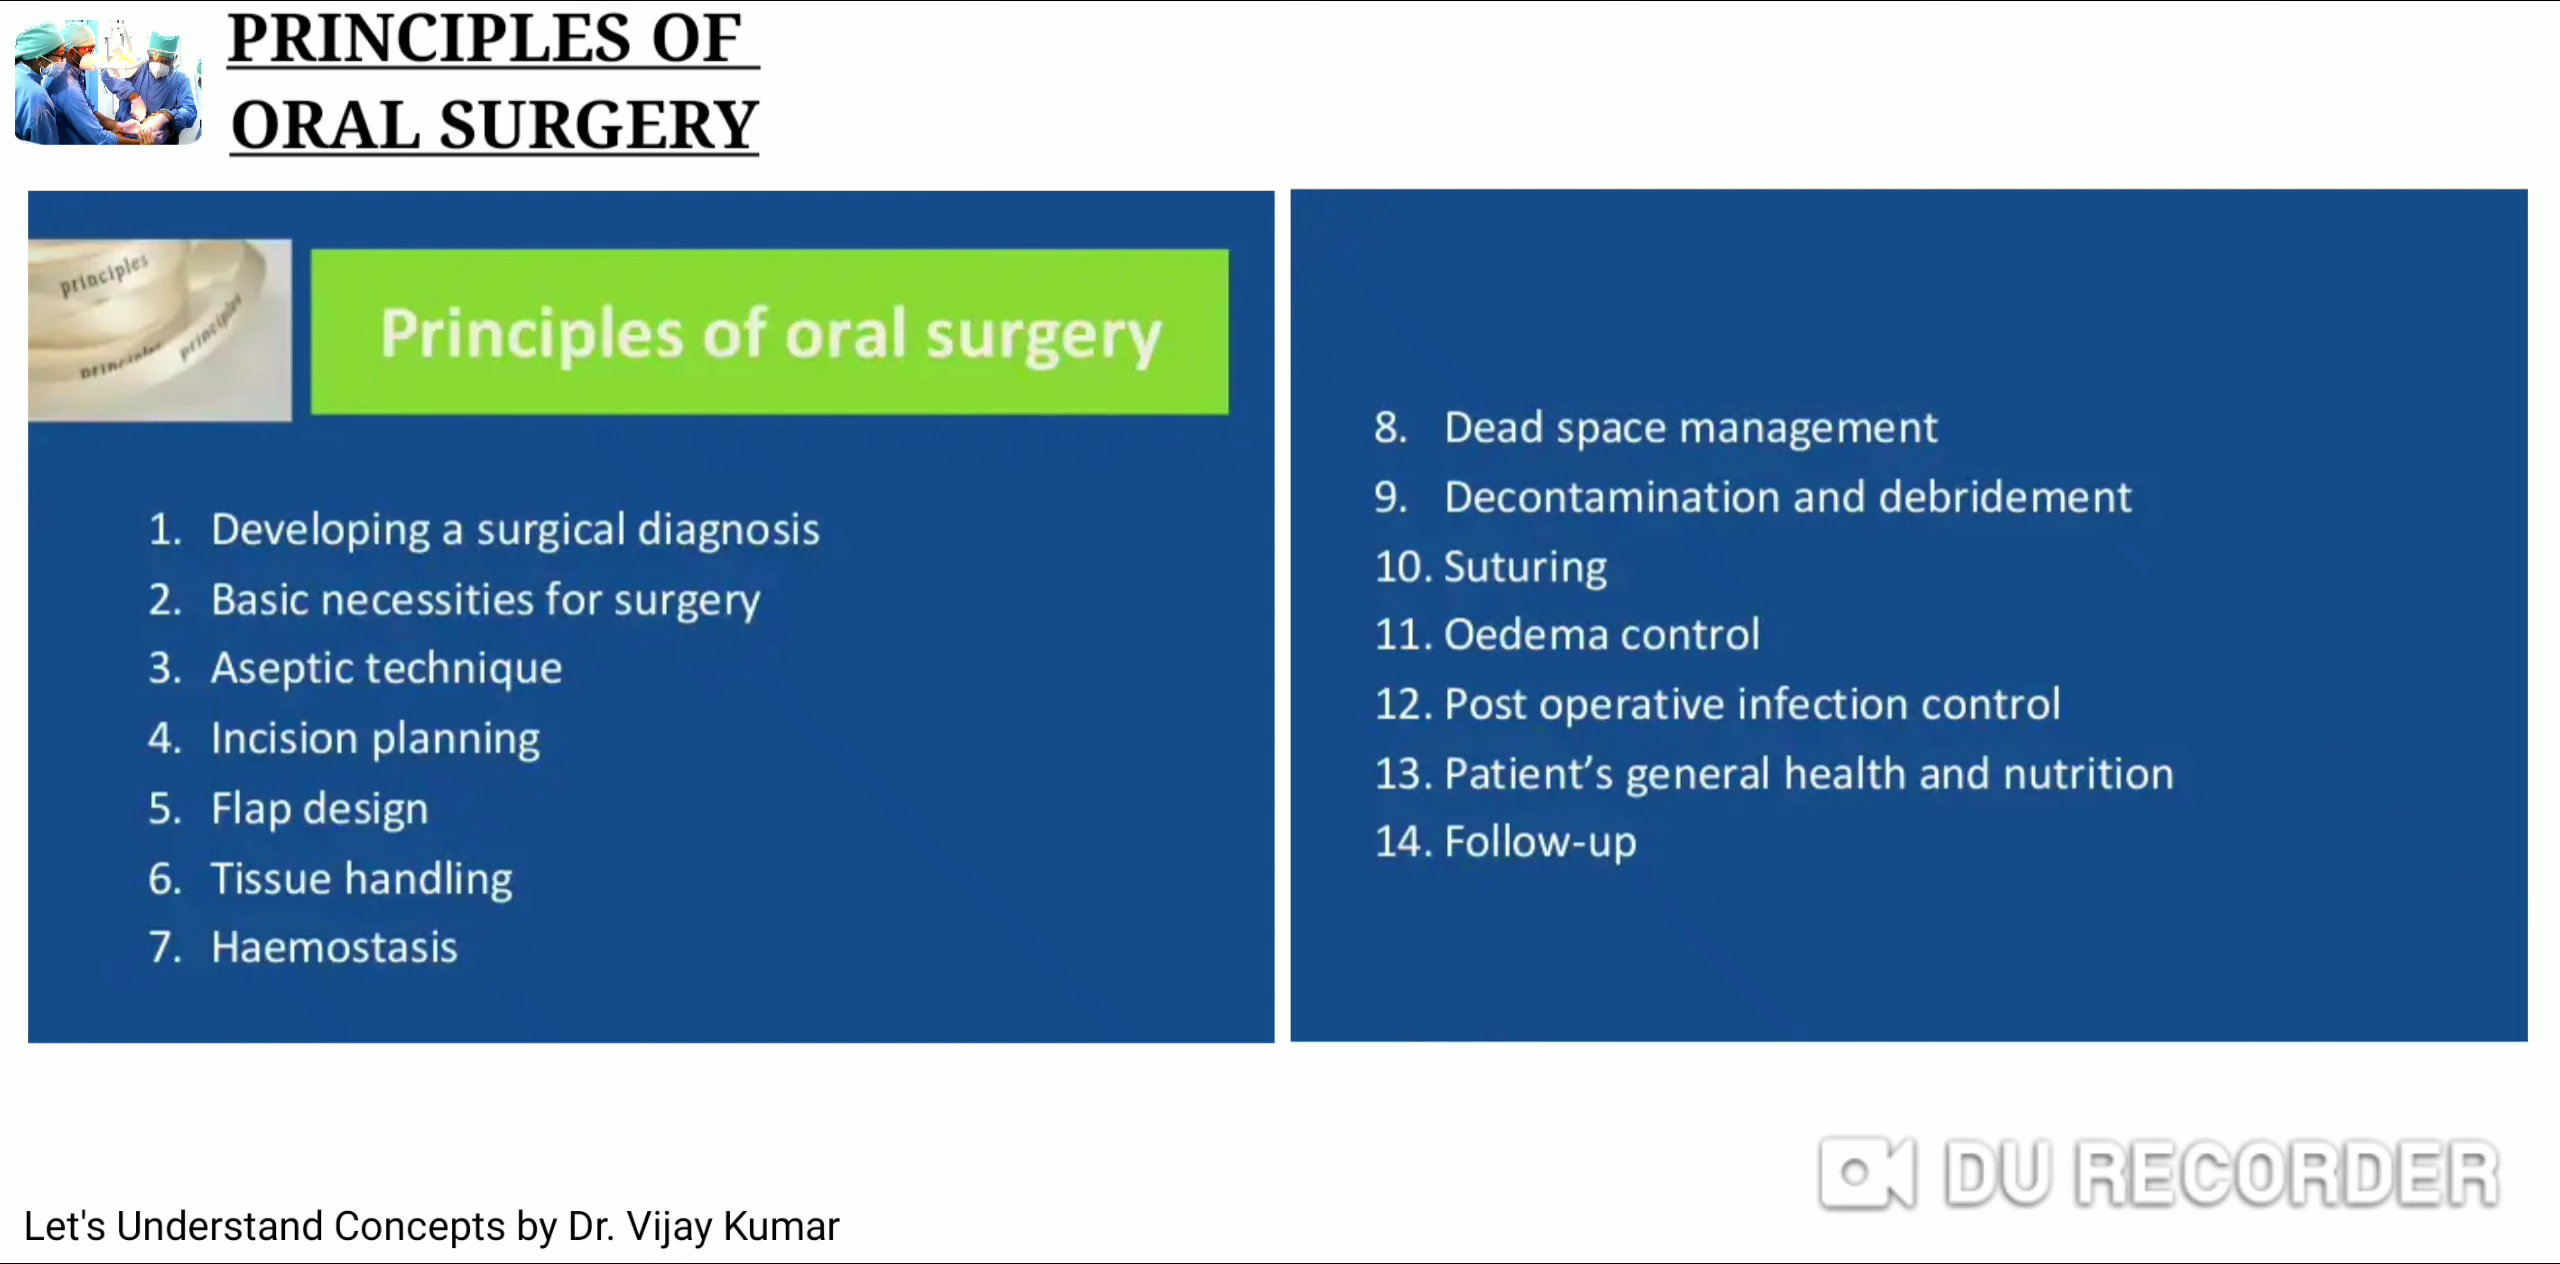 PRINCIPLES OF
ORAL SURGERY
principles
principles
principles
Principles of oral surgery
1. Developing a surgical diagnosis
2. Basic necessities for surgery
3. Aseptic technique
4. Incision planning
5. Flap design
6. Tissue handling
7. Haemostasis
8. Dead space management
9. Decontamination and debridement
10. Suturing
11. Oedema control
12. Post operative infection control
13. Patient’s general health and nutrition
14. Follow-up
DU RECORDER
Let's Understand Concepts by Dr. Vijay Kumar